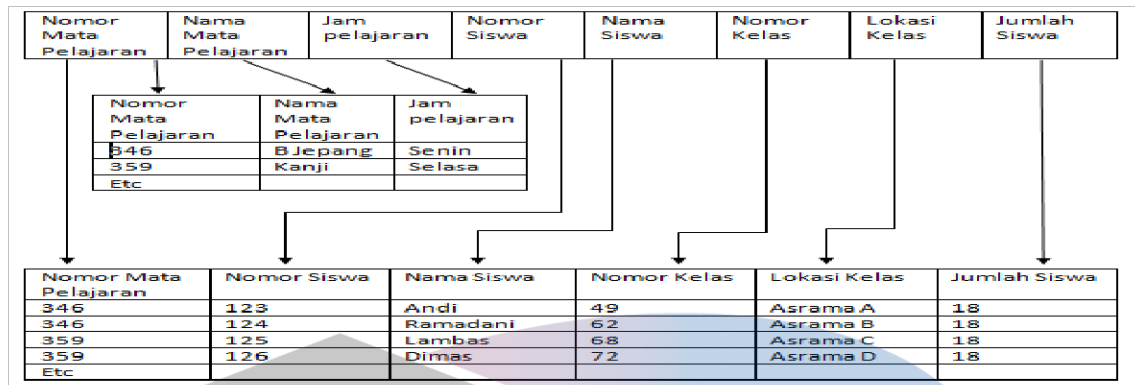 Nomor Mata Pelajaran Nama Mata Pelajaran Jam pelajaran Nomor Siswa Nama Siswa Nomor Kelas Lokasi Kelas Jumlah Siswa
Nomor Mata Pelajaran Nama Mata Pelajaran Jam pelajaran
346 B Jepang Senin
359 Kanji Selasa
Etc
Nomor Mata Pelajaran Nomor Siswa Nama Siswa Nomor Kelas Lokasi Kelas Jumlah Siswa
346 123 Andi 49 Asrama A 18
346 124 Ramadani 62 Asrama B 18
359 125 Lambas 68 Asrama C 18
359 126 Dimas 72 Asrama D 18
Etc